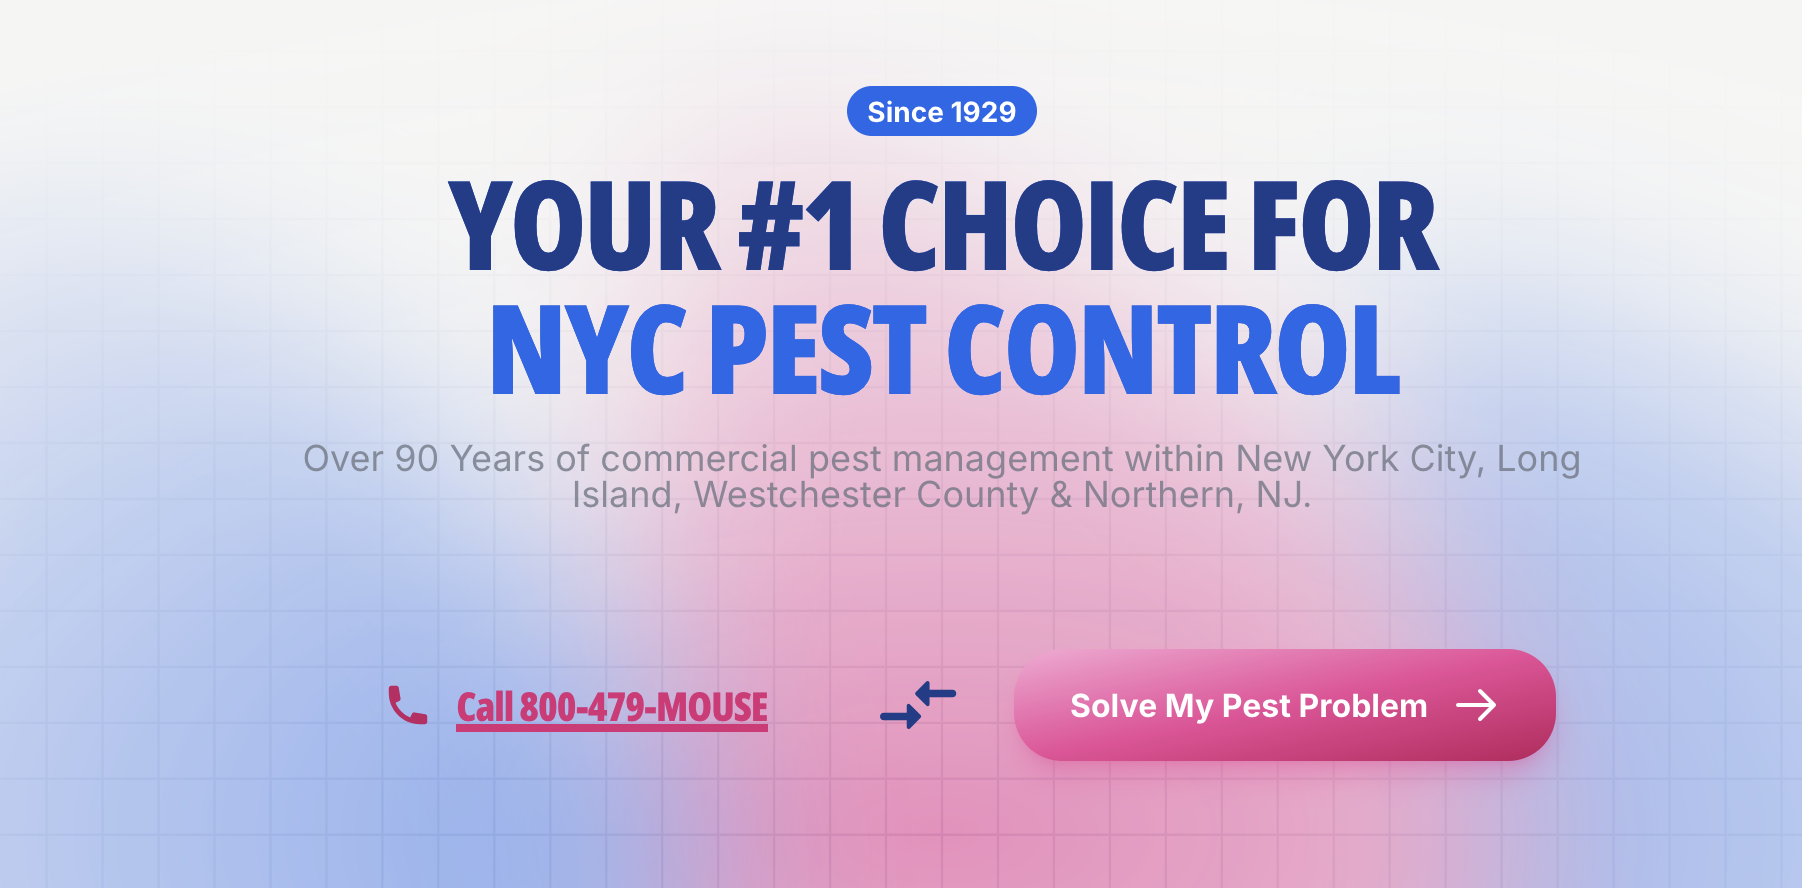 Since 1929
YOUR #1 CHOICE FOR
NYC PEST CONTROL
Over 90 Years of commercial pest management within New York City, Long
Island, Westchester County & Northern, NJ.
Call 800-479-MOUSE
Solve My Pest Problem